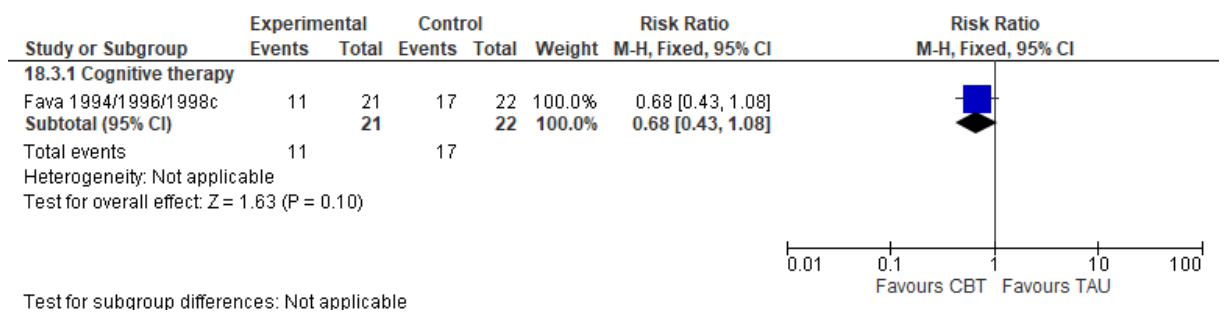 Experimental Control Risk Ratio Risk Ratio
Study or Subgroup Events Total Events Total Weight M-H, Fixed, 95% CI M-H, Fixed, 95% CI
18.3.1 Cognitive therapy
Fava 1994/1996/1998c 11 21 17 22 100.0% 0.68 [0.43, 1.08]
Subtotal (95% CI) 21 22 100.0% 0.68 [0.43, 1.08]
Total events 11 17
Heterogeneity: Not applicable
Test for overall effect: Z = 1.63 (P = 0.10)
0.01 0.1 1 10 100
Favours CBT Favours TAU
Test for subgroup differences: Not applicable